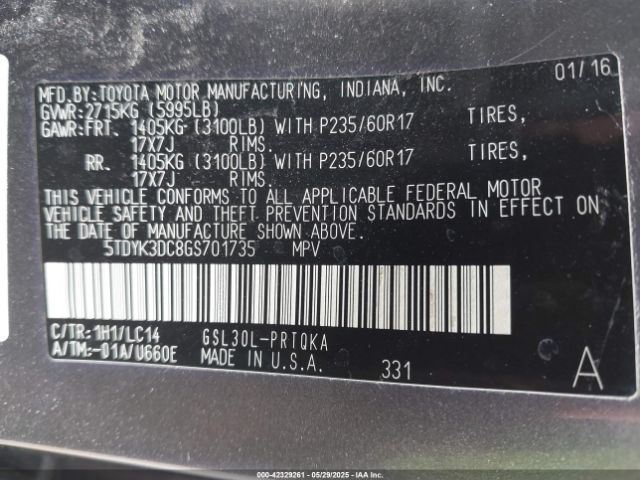 MFD.BY:TOYOTA MOTOR MANUFACTURING, INDIANA, INC. 01/16
GVWR:2715KG (5995LB)
GAWR:FRT. 1405KG (3100LB) WITH P235/60R17 TIRES,
17X7J RIMS.
RR. 1405KG (3100LB) WITH P235/60R17 TIRES,
17X7J RIMS.
THIS VEHICLE CONFORMS TO ALL APPLICABLE FEDERAL MOTOR
VEHICLE SAFETY AND THEFT PREVENTION STANDARDS IN EFFECT ON
THE DATE OF MANUFACTURE SHOWN ABOVE.
5TDYK3DC8GS701735 MPV
C/TR:1H1/LC14 GSL30L-PRTQKA
A/TM:-01A/U660E MADE IN U.S.A. 331 A
000-42329261 - 05/29/2025 - IAAI.COM